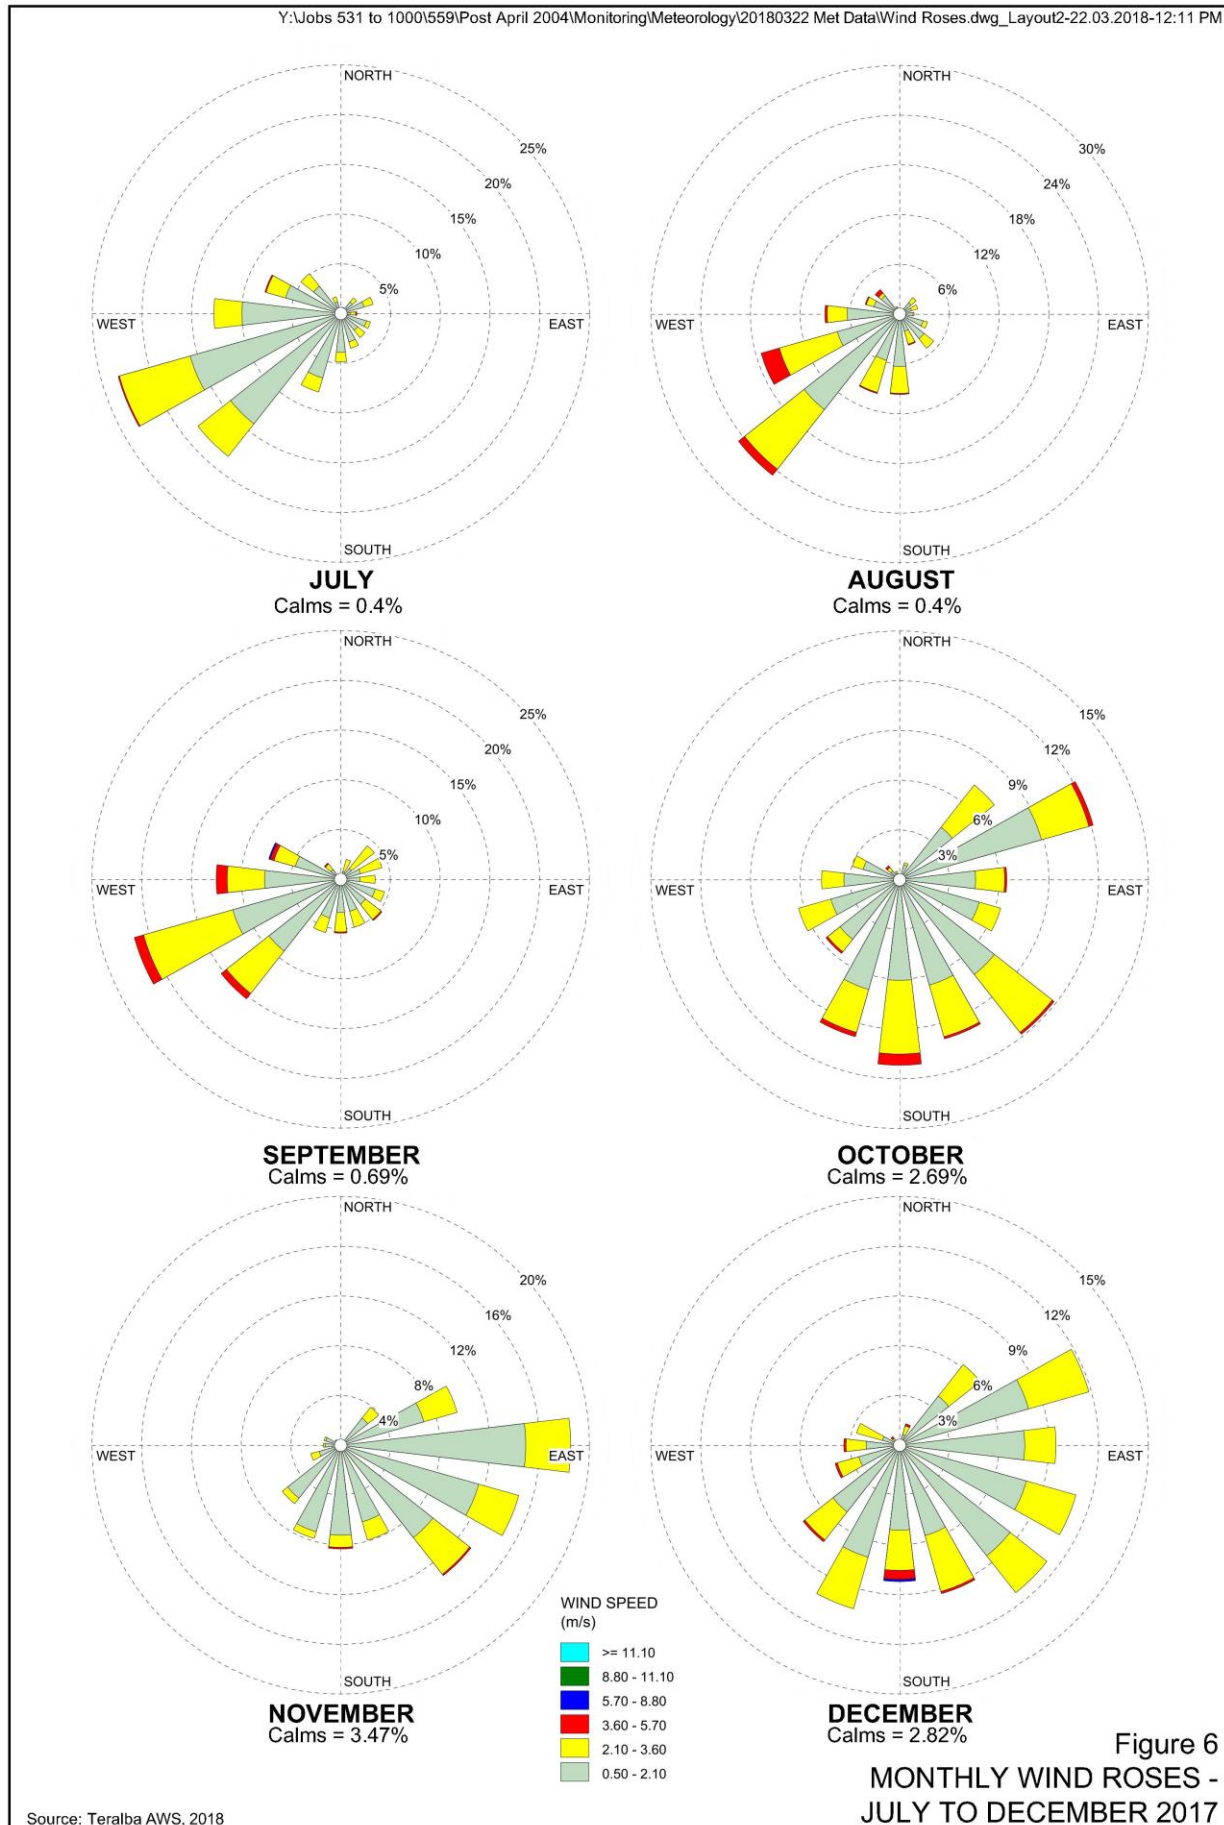 Y:\Jobs 531 to 1000\559\Post April 2004\Monitoring\Meteorology\20180322 Met Data\Wind Roses.dwg_Layout2-22.03.2018-12:11 PM
NORTH
25%
20%
15%
10%
5%
WEST
EAST
SOUTH
JULY
Calms = 0.4%
NORTH
30%
24%
18%
12%
6%
WEST
EAST
SOUTH
AUGUST
Calms = 0.4%
NORTH
25%
20%
15%
10%
5%
WEST
EAST
SOUTH
SEPTEMBER
Calms = 0.69%
NORTH
15%
12%
9%
6%
3%
WEST
EAST
SOUTH
OCTOBER
Calms = 2.69%
NORTH
20%
16%
12%
8%
4%
WEST
EAST
SOUTH
NOVEMBER
Calms = 3.47%
NORTH
15%
12%
9%
6%
3%
WEST
EAST
SOUTH
DECEMBER
Calms = 2.82%
WIND SPEED
(m/s)
>= 11.10
8.80 - 11.10
5.70 - 8.80
3.60 - 5.70
2.10 - 3.60
0.50 - 2.10
Figure 6
MONTHLY WIND ROSES -
JULY TO DECEMBER 2017
Source: Teralba AWS, 2018